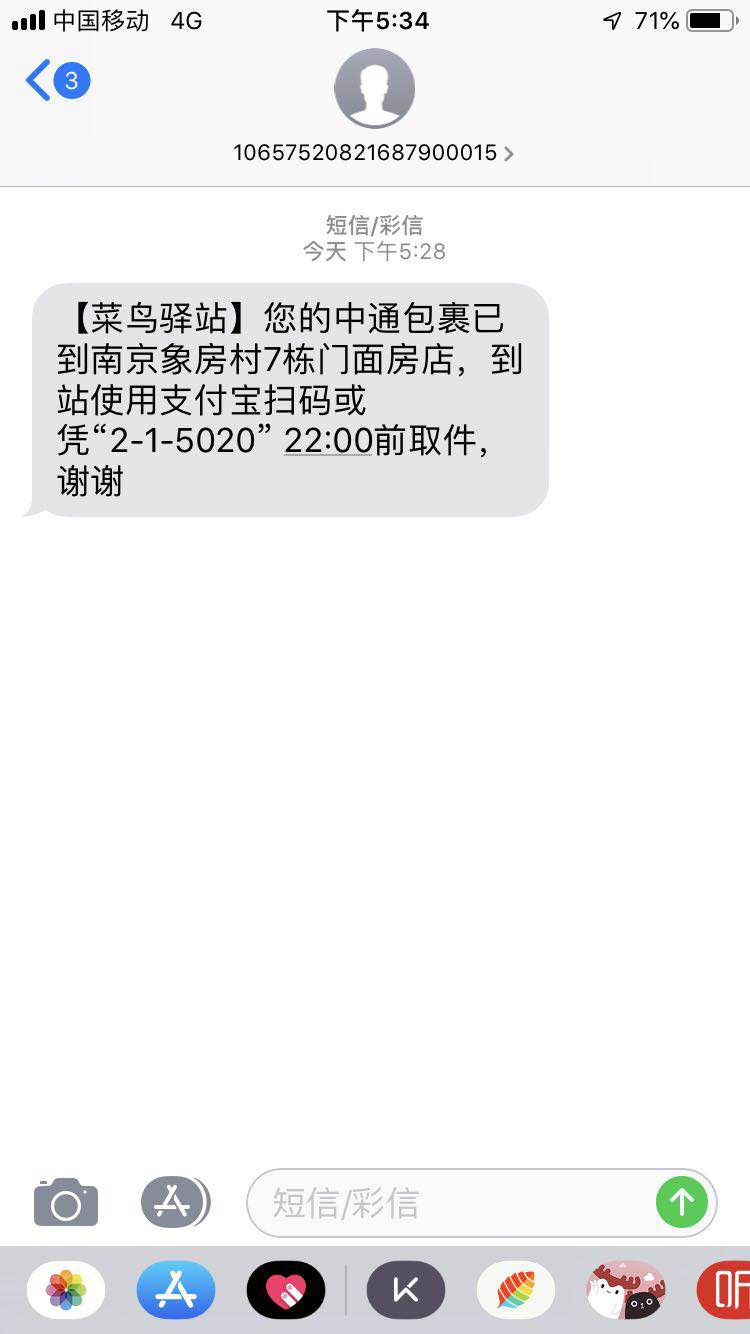 中国移动 4G 下午5:34 71%
3
10657520821687900015
短信/彩信
今天 下午5:28
【菜鸟驿站】您的中通包裹已
到南京象房村7栋门面房店，到
站使用支付宝扫码或
凭“2-1-5020” 22:00前取件，
谢谢
短信/彩信